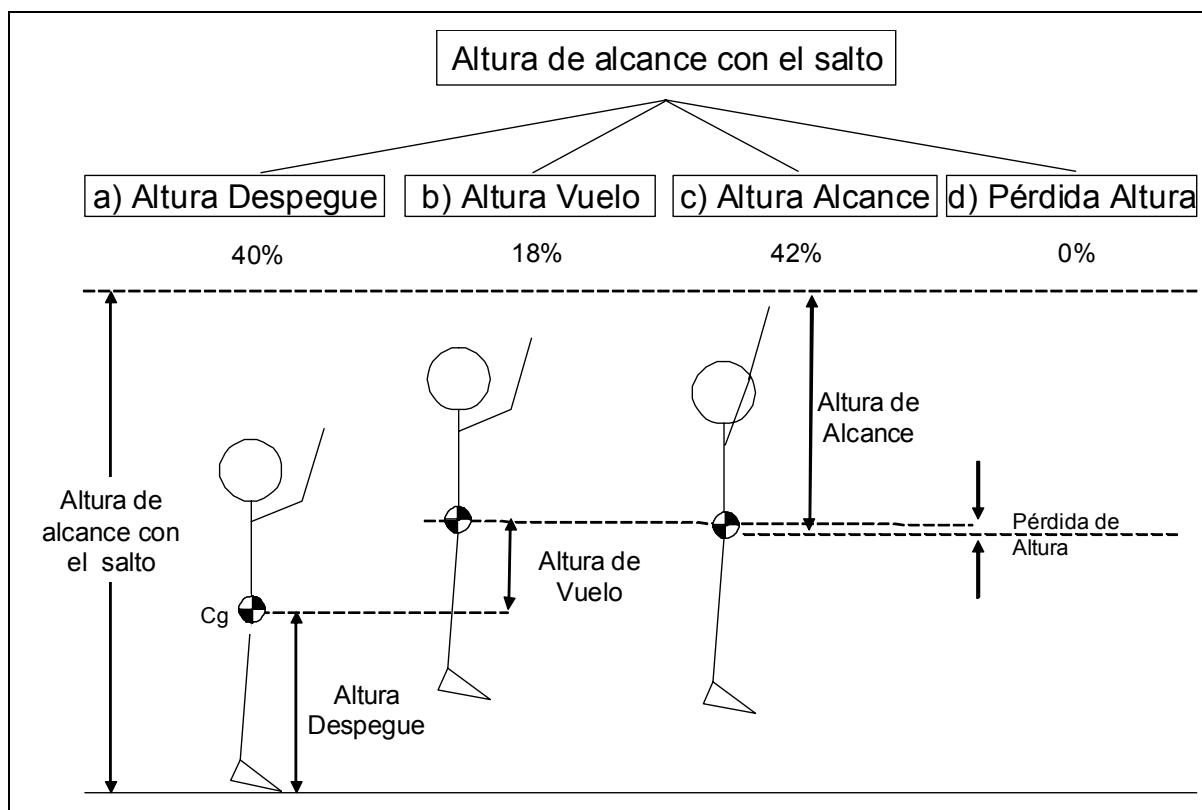 Altura de alcance con el salto
a) Altura Despegue
b) Altura Vuelo
c) Altura Alcance
d) Pérdida Altura
40%
18%
42%
0%
Altura de
alcance con
el salto
Cg
Altura
Despegue
Altura de
Vuelo
Altura de
Alcance
Pérdida de
Altura